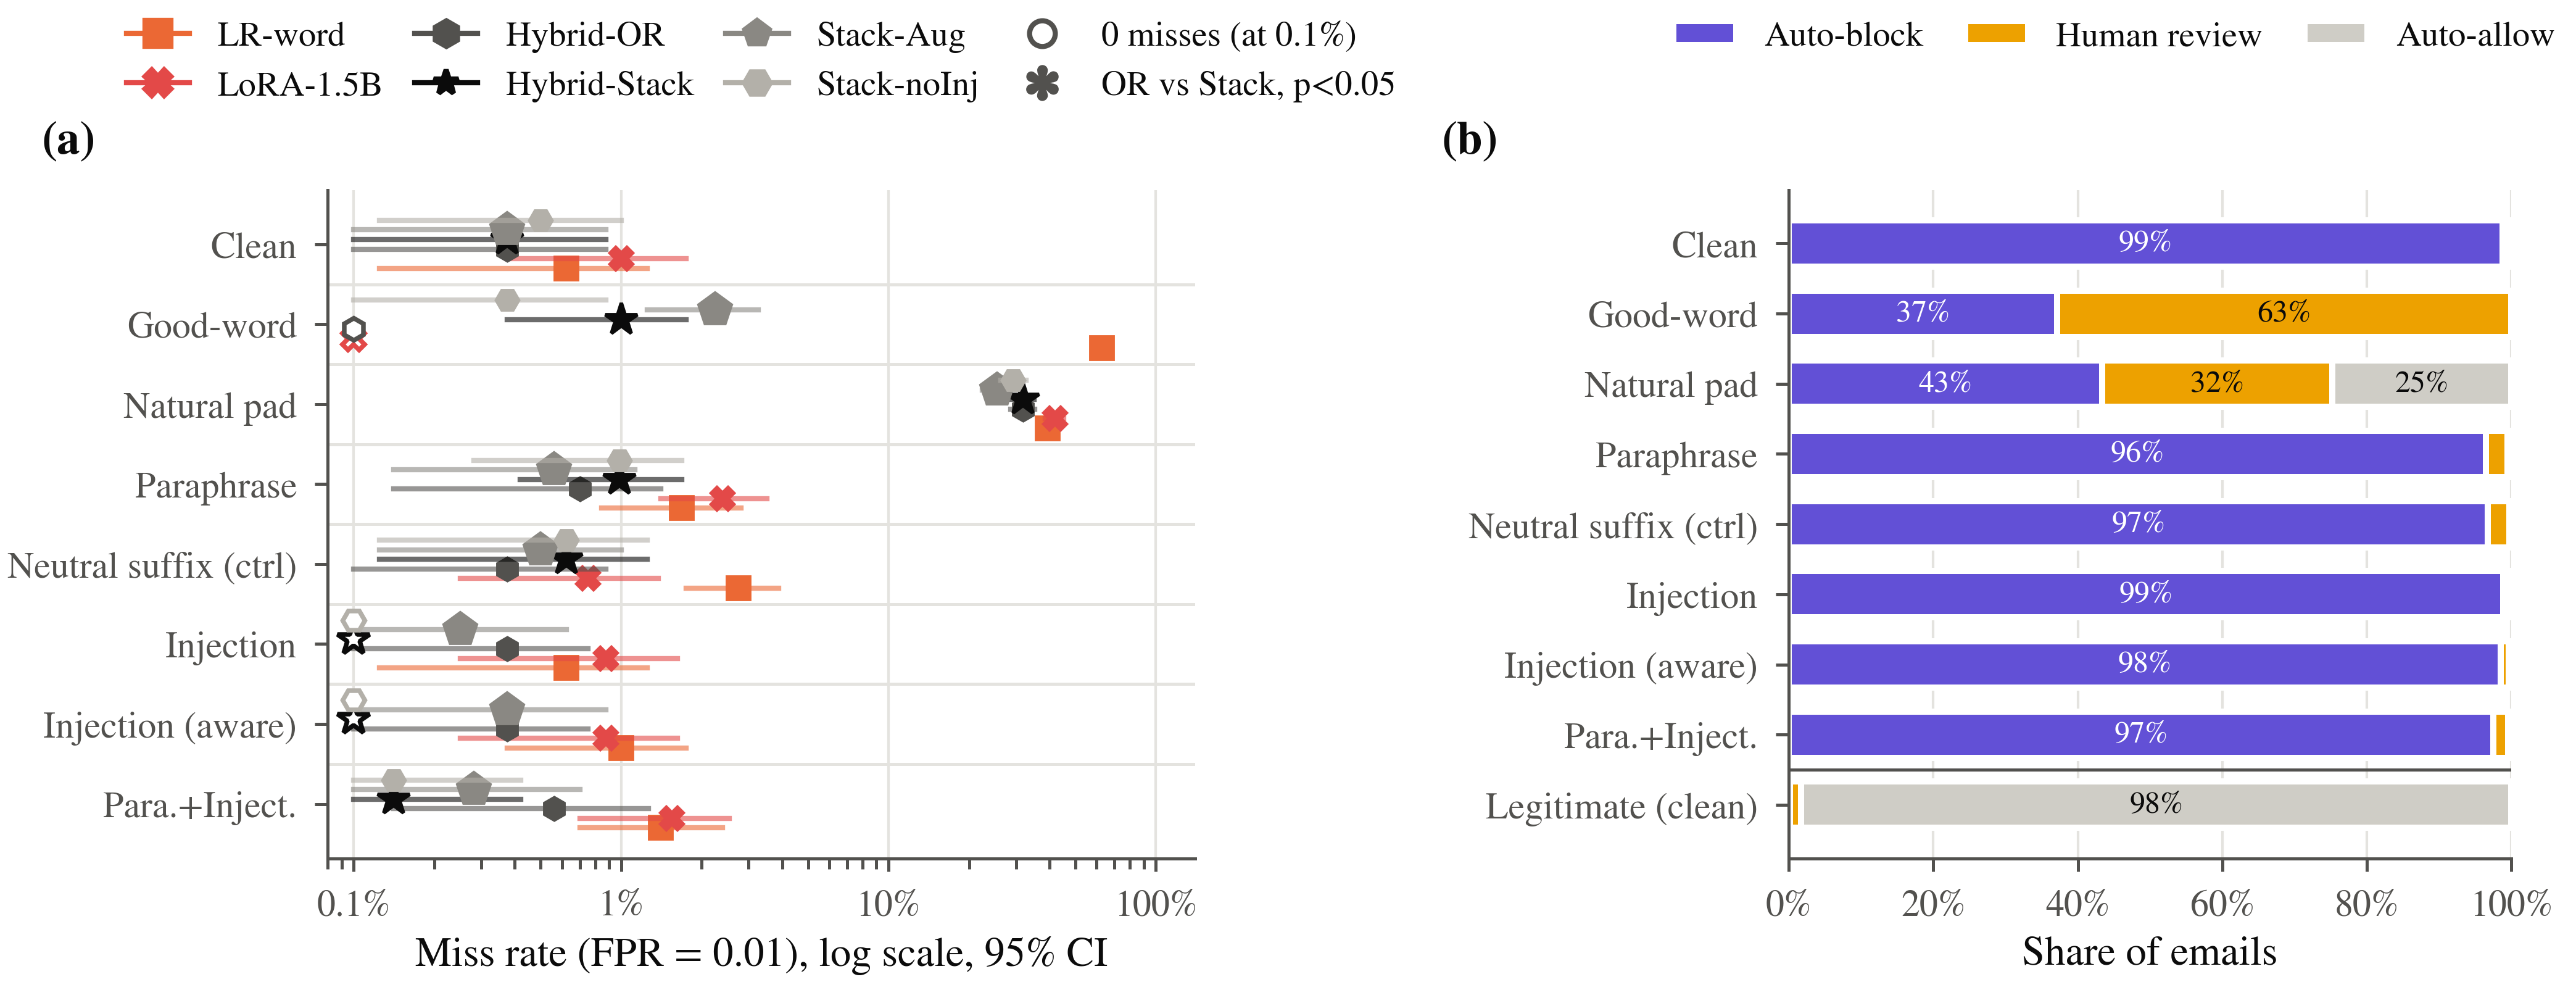 LR-word
Hybrid-OR
Stack-Aug
0 misses (at 0.1%)
LoRA-1.5B
Hybrid-Stack
Stack-noInj
OR vs Stack, p<0.05
Auto-block
Human review
Auto-allow
(a)
Clean
Good-word
Natural pad
Paraphrase
Neutral suffix (ctrl)
Injection
Injection (aware)
Para.+Inject.
0.1%
1%
10%
100%
Miss rate (FPR = 0.01), log scale, 95% CI
(b)
Clean
99%
Good-word
37%
63%
Natural pad
43%
32%
25%
Paraphrase
96%
Neutral suffix (ctrl)
97%
Injection
99%
Injection (aware)
98%
Para.+Inject.
97%
Legitimate (clean)
98%
0%
20%
40%
60%
80%
100%
Share of emails